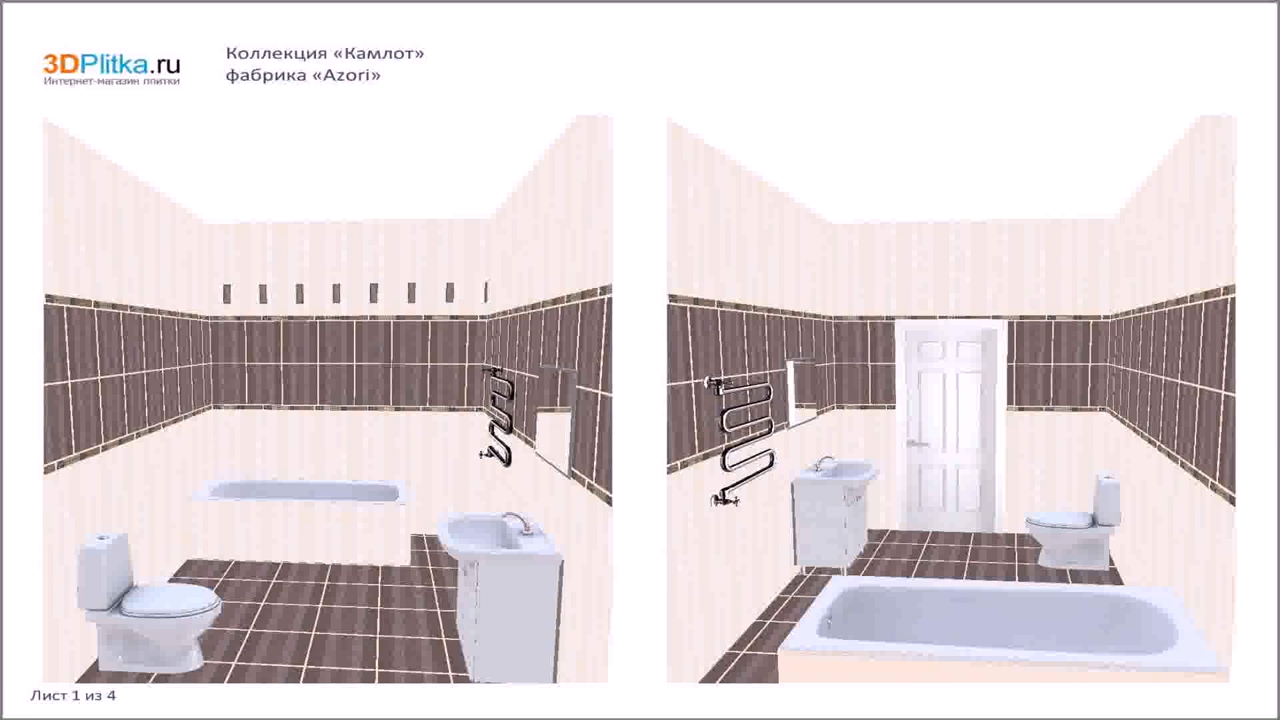 3DPlitka.ru
Интернет-магазин плитки
Коллекция «Камлот»
фабрика «Azori»
Лист 1 из 4